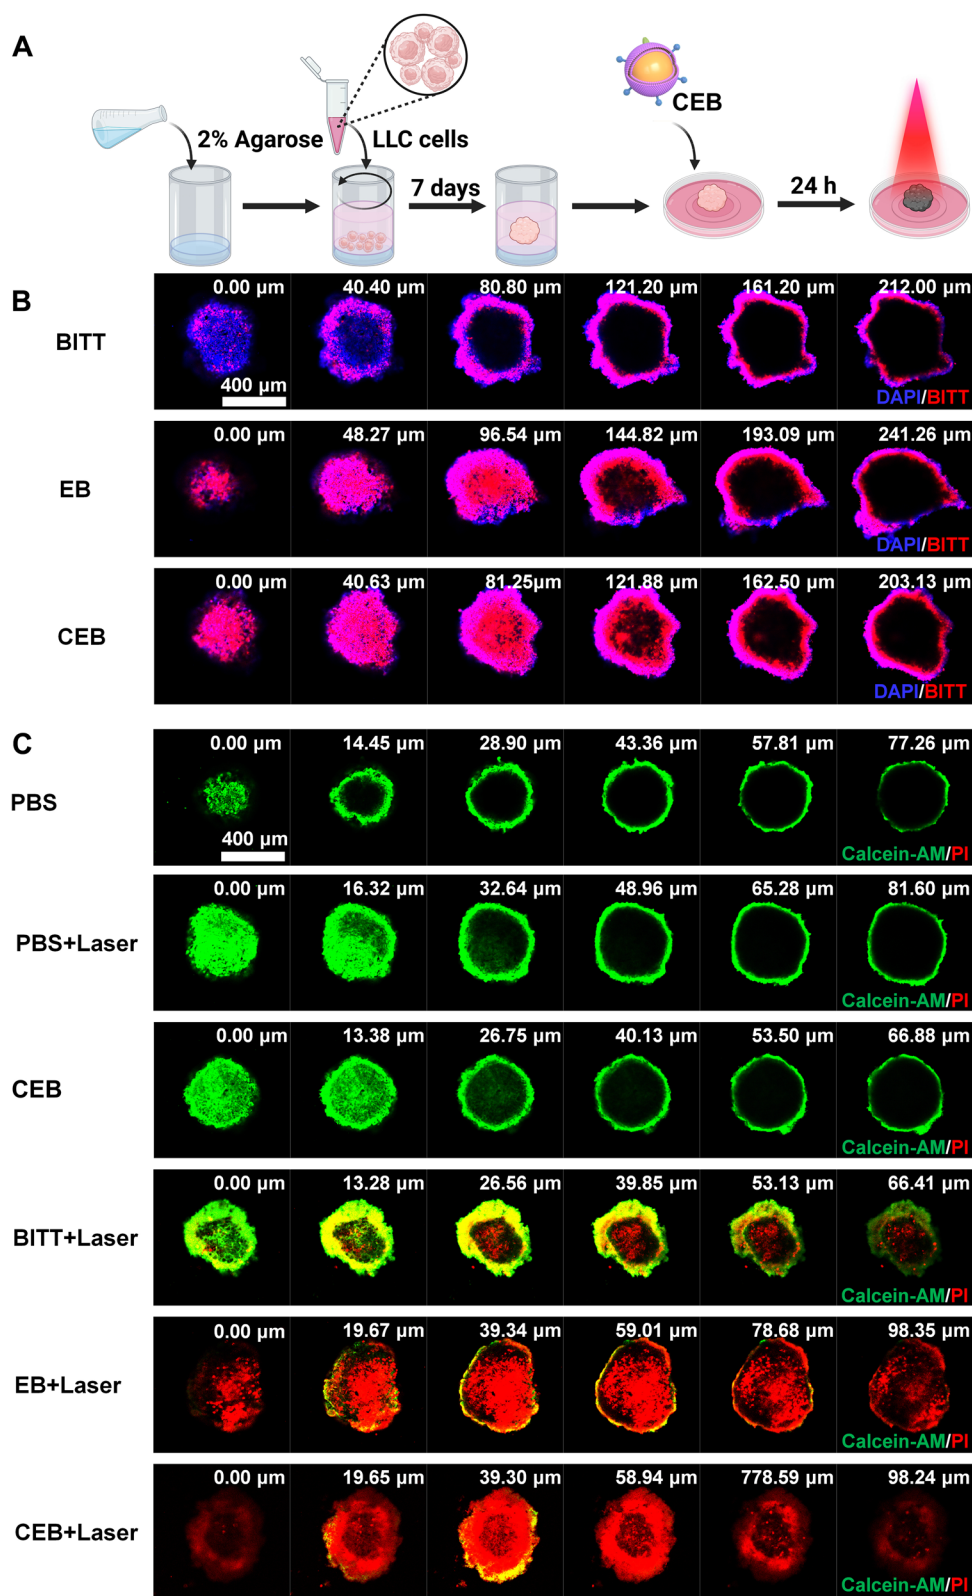 A
CEB
2% Agarose
LLC cells
7 days
24 h
B
BITT
0.00 µm
40.40 µm
80.80 µm
121.20 µm
161.20 µm
212.00 µm
400 µm
DAPI/BITT
EB
0.00 µm
48.27 µm
96.54 µm
144.82 µm
193.09 µm
241.26 µm
DAPI/BITT
CEB
0.00 µm
40.63 µm
81.25µm
121.88 µm
162.50 µm
203.13 µm
DAPI/BITT
C
PBS
0.00 µm
14.45 µm
28.90 µm
43.36 µm
57.81 µm
77.26 µm
400 µm
Calcein-AM/PI
PBS+Laser
0.00 µm
16.32 µm
32.64 µm
48.96 µm
65.28 µm
81.60 µm
Calcein-AM/PI
CEB
0.00 µm
13.38 µm
26.75 µm
40.13 µm
53.50 µm
66.88 µm
Calcein-AM/PI
BITT+Laser
0.00 µm
13.28 µm
26.56 µm
39.85 µm
53.13 µm
66.41 µm
Calcein-AM/PI
EB+Laser
0.00 µm
19.67 µm
39.34 µm
59.01 µm
78.68 µm
98.35 µm
Calcein-AM/PI
CEB+Laser
0.00 µm
19.65 µm
39.30 µm
58.94 µm
778.59 µm
98.24 µm
Calcein-AM/PI